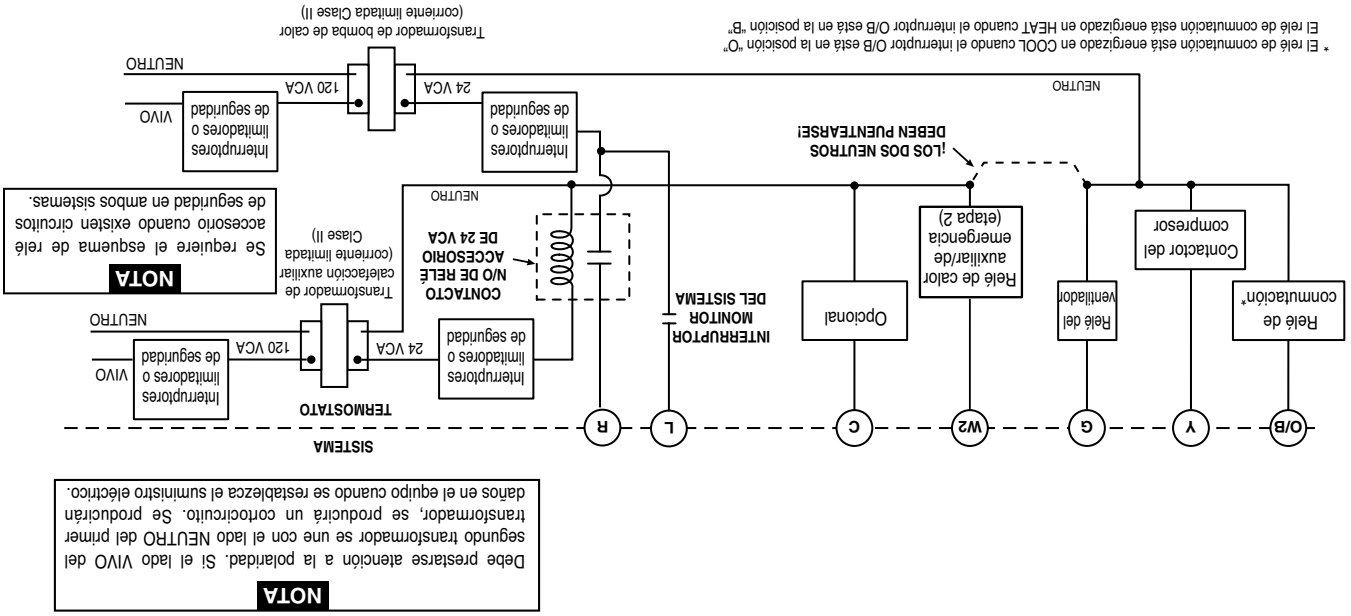 NOTA
Debe prestarse atención a la polaridad. Si el lado VIVO del
segundo transformador se une con el lado NEUTRO del primer
transformador, se producirá un cortocircuito. Se producirán
daños en el equipo cuando se restablezca el suministro eléctrico.
SISTEMA
O/B
Y
G
W2
C
L
R
TERMOSTATO
Relé de
conmutación*
Contactor del
compresor
Relé del
ventilador
Relé de calor
auxiliar/de
emergencia
(etapa 2)
Opcional
INTERRUPTOR
MONITOR
DEL SISTEMA
CONTACTO
N/O DE RELÉ
ACCESORIO
DE 24 VCA
Interruptores
limitadores o
de seguridad
24 VCA
120 VCA
Interruptores
limitadores o
de seguridad
VIVO
NEUTRO
Transformador de
calefacción auxiliar
(corriente limitada
Clase II)
NEUTRO
NOTA
Se requiere el esquema de relé
accesorio cuando existen circuitos
de seguridad en ambos sistemas.
¡LOS DOS NEUTROS
DEBEN PUENTEARSE!
Interruptores
limitadores o
de seguridad
24 VCA
120 VCA
Interruptores
limitadores o
de seguridad
VIVO
NEUTRO
NEUTRO
Transformador de bomba de calor
(corriente limitada Clase II)
* El relé de conmutación está energizado en COOL cuando el interruptor O/B está en la posición "O"
El relé de conmutación está energizado en HEAT cuando el interruptor O/B está en la posición "B"